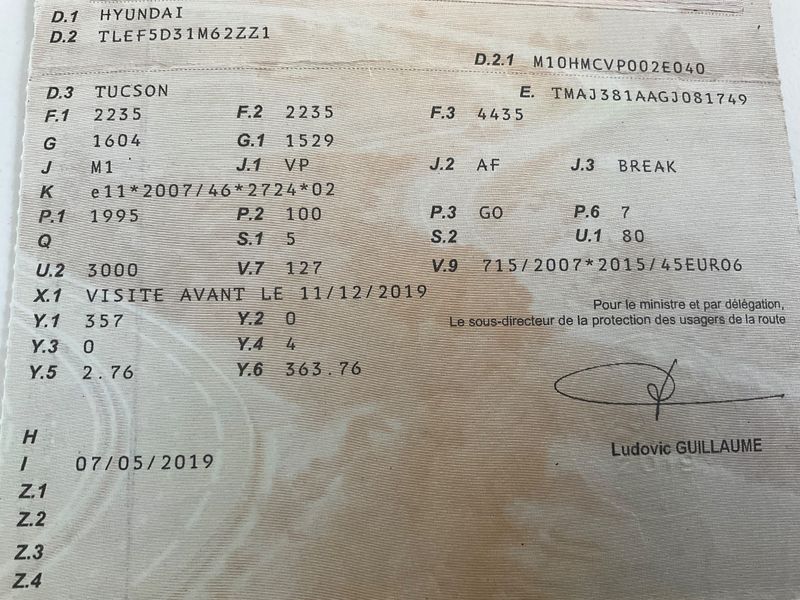 D.1 HYUNDAI
D.2 TLEF5D31M62ZZ1
D.2.1 M10HMCVP002E040
D.3 TUCSON E. TMAJ381AAGJ081749
F.1 2235 F.2 2235 F.3 4435
G 1604 G.1 1529
J M1 J.1 VP J.2 AF J.3 BREAK
K e11*2007/46*2724*02
P.1 1995 P.2 100 P.3 GO P.6 7
Q S.1 5 S.2 U.1 80
U.2 3000 V.7 127 V.9 715/2007*2015/45EURO6
X.1 VISITE AVANT LE 11/12/2019
Pour le ministre et par délégation,
Y.1 357 Y.2 0 Le sous-directeur de la protection des usagers de la route
Y.3 0 Y.4 4
Y.5 2.76 Y.6 363.76
H
Ludovic GUILLAUME
I 07/05/2019
Z.1
Z.2
Z.3
Z.4